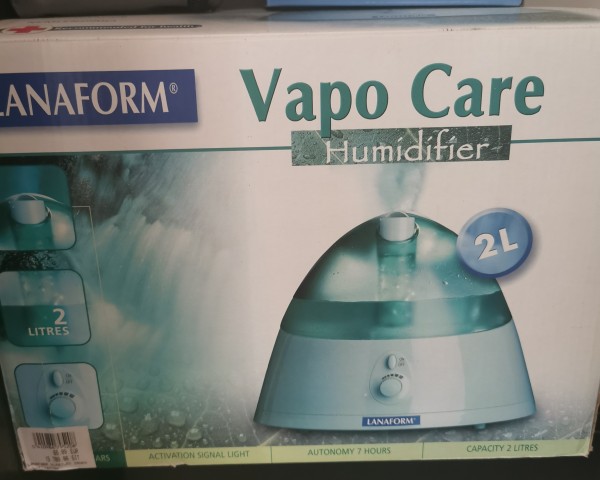 LANAFORM®
Vapo Care
Humidifier
2L
2
LITRES
LANAFORM®
ACTIVATION SIGNAL LIGHT
AUTONOMY 7 HOURS
CAPACITY 2 LITRES